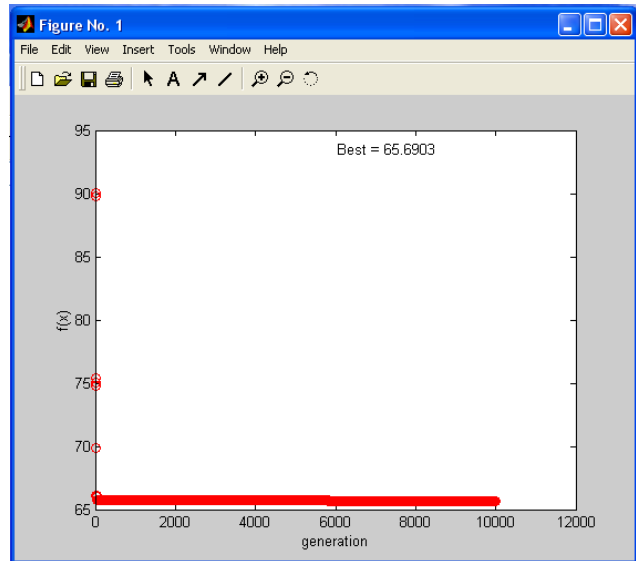 Figure No. 1
File Edit View Insert Tools Window Help
A
Best = 65.6903
95
90
85
80
75
70
65
f(x)
0 2000 4000 6000 8000 10000 12000
generation